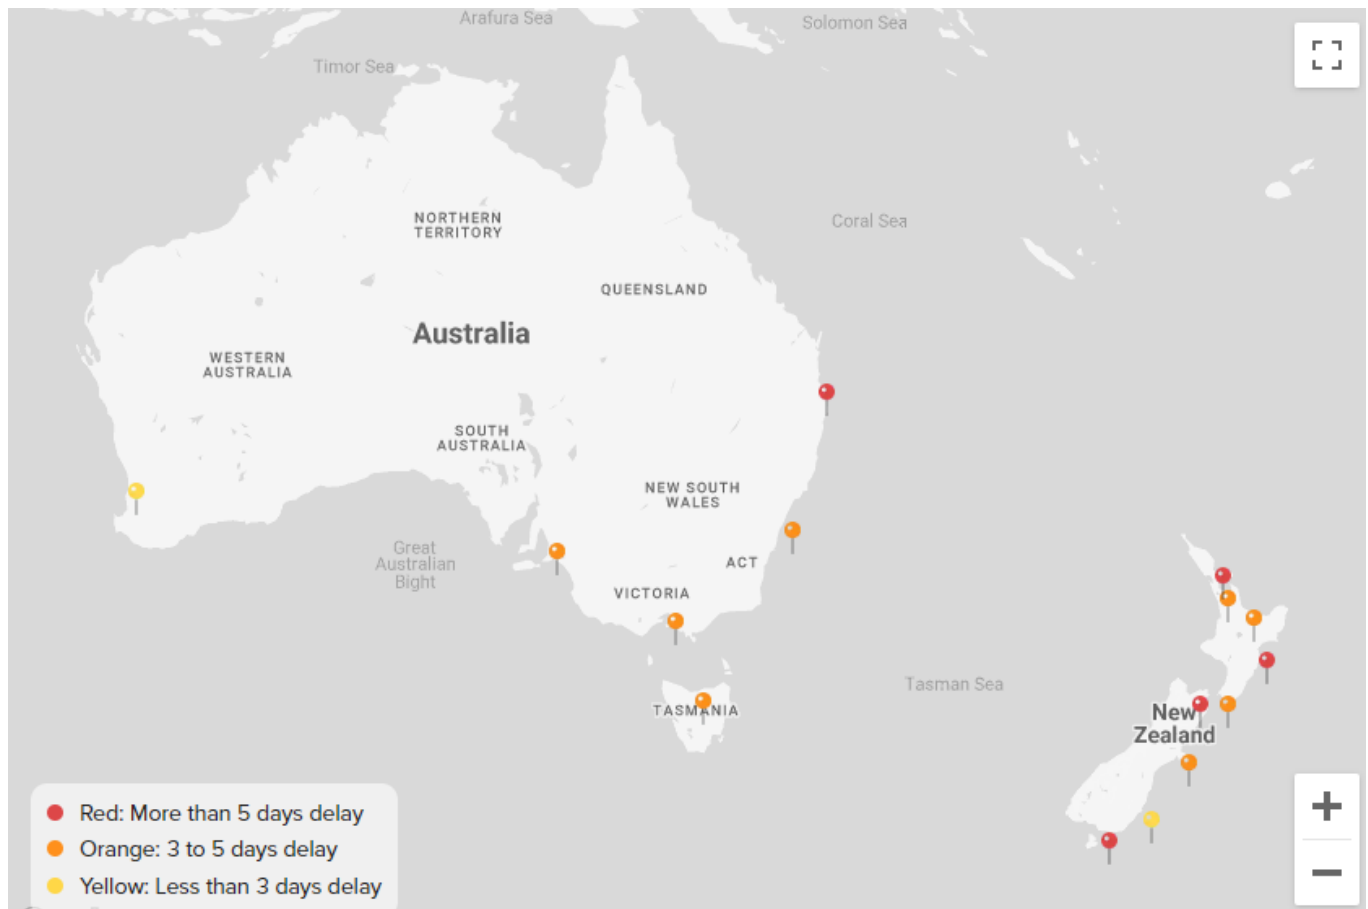 Arafura Sea
Solomon Sea
Timor Sea
NORTHERN
TERRITORY
Coral Sea
QUEENSLAND
Australia
WESTERN
AUSTRALIA
SOUTH
AUSTRALIA
NEW SOUTH
WALES
Great
Australian
Bight
ACT
VICTORIA
Tasman Sea
TASMANIA
New
Zealand
Red: More than 5 days delay
Orange: 3 to 5 days delay
Yellow: Less than 3 days delay